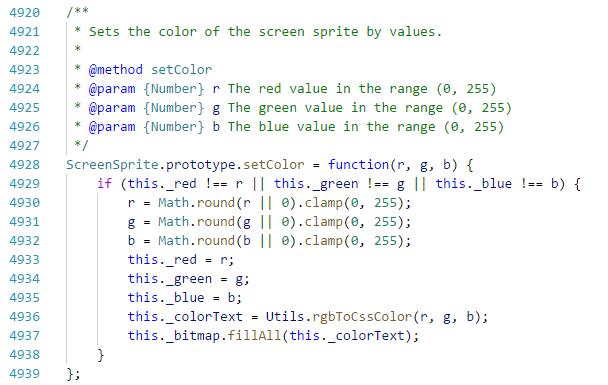 4920 /**
4921  * Sets the color of the screen sprite by values.
4922  *
4923  * @method setColor
4924  * @param {Number} r The red value in the range (0, 255)
4925  * @param {Number} g The green value in the range (0, 255)
4926  * @param {Number} b The blue value in the range (0, 255)
4927  */
4928 ScreenSprite.prototype.setColor = function(r, g, b) {
4929     if (this._red !== r || this._green !== g || this._blue !== b) {
4930         r = Math.round(r || 0).clamp(0, 255);
4931         g = Math.round(g || 0).clamp(0, 255);
4932         b = Math.round(b || 0).clamp(0, 255);
4933         this._red = r;
4934         this._green = g;
4935         this._blue = b;
4936         this._colorText = Utils.rgbToCssColor(r, g, b);
4937         this._bitmap.fillAll(this._colorText);
4938     }
4939 };